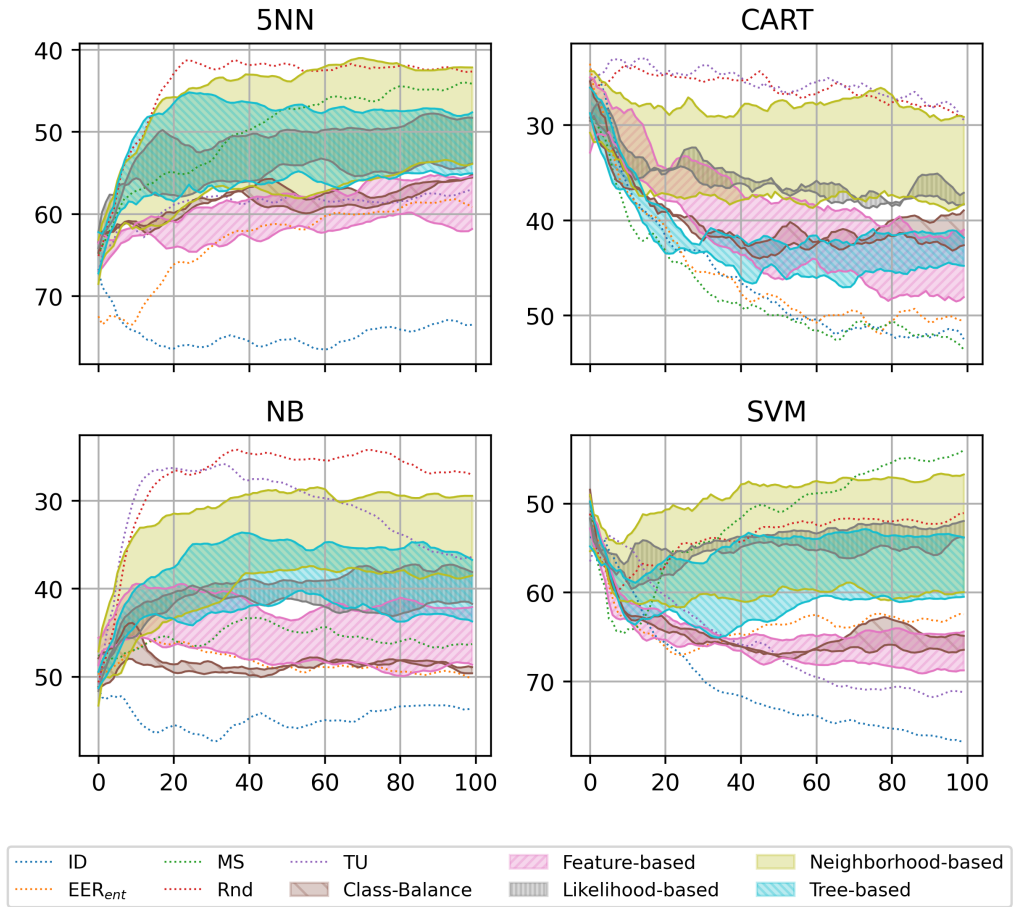 5NN
CART
40
50
60
70
30
40
50
NB
SVM
30
40
50
50
60
70
0 20 40 60 80 100
0 20 40 60 80 100
ID MS TU Feature-based Neighborhood-based
EER_ent Rnd Class-Balance Likelihood-based Tree-based